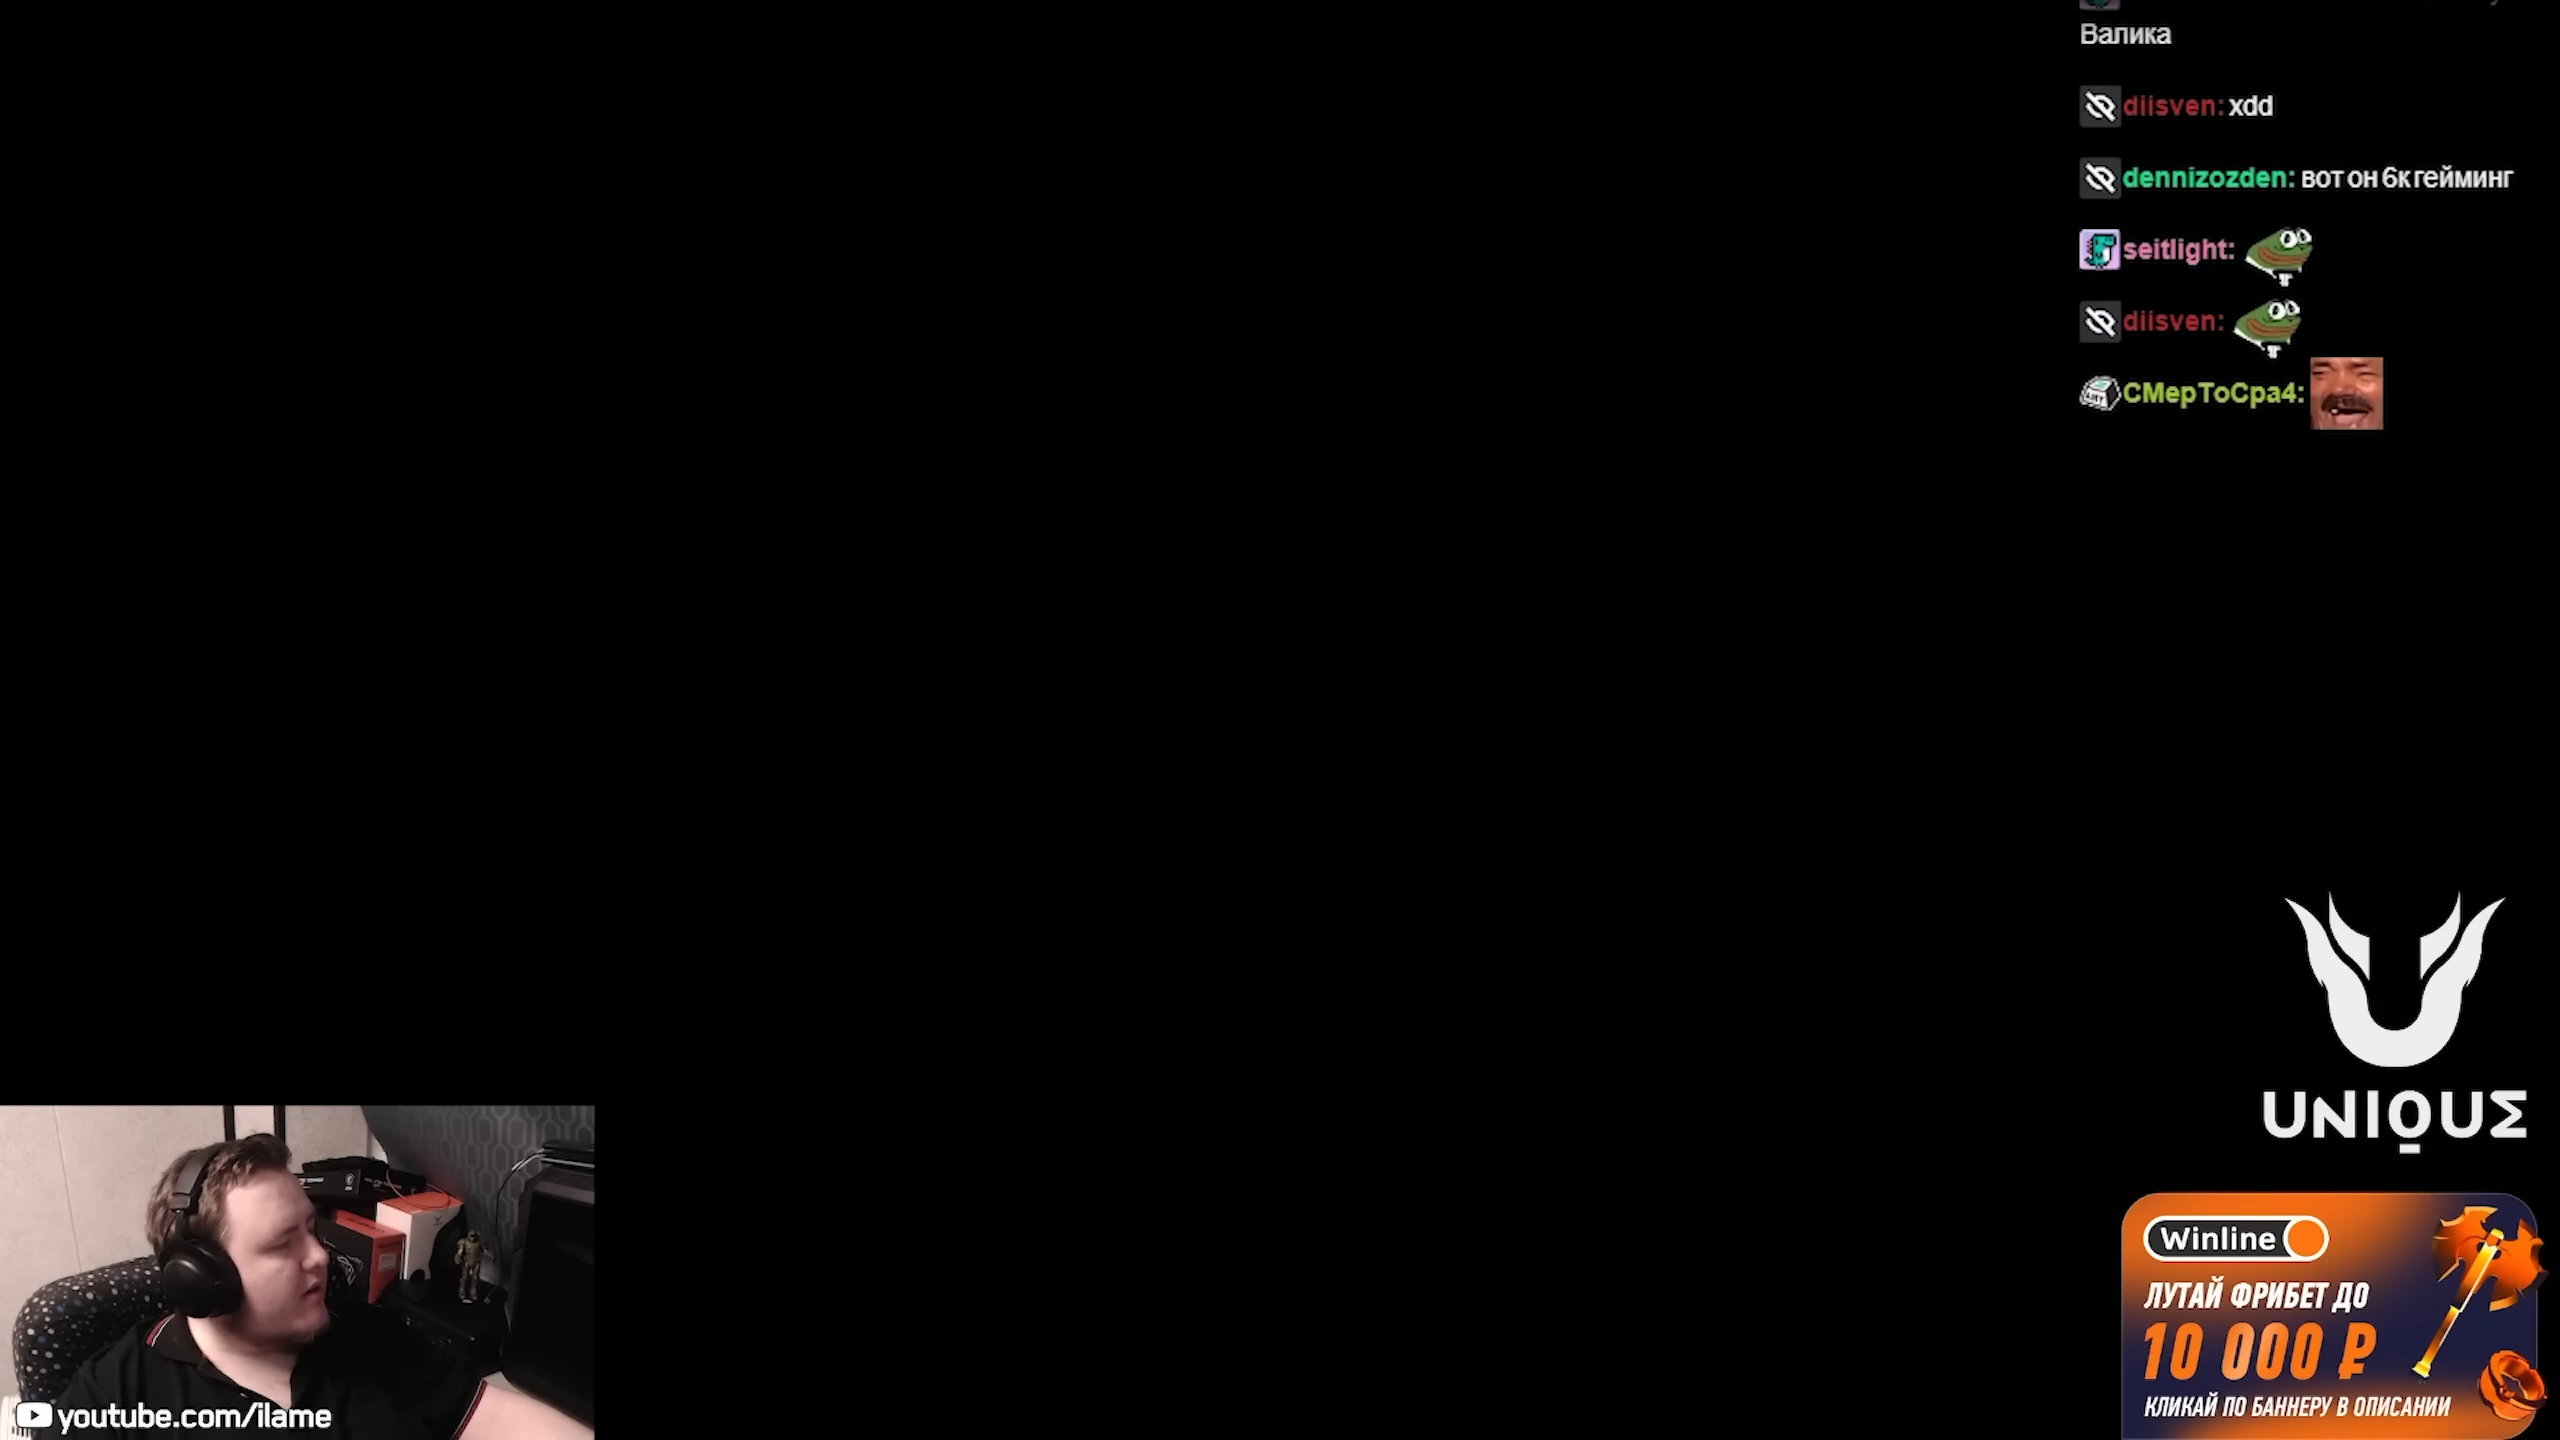 Валика
diisven: xdd
dennizozden: вот он 6к гейминг
seitlight:
diisven:
СМерТоСра4:
UNIQUE
Winline
ЛУТАЙ ФРИБЕТ ДО
10 000 ₽
КЛИКАЙ ПО БАННЕРУ В ОПИСАНИИ
youtube.com/ilame